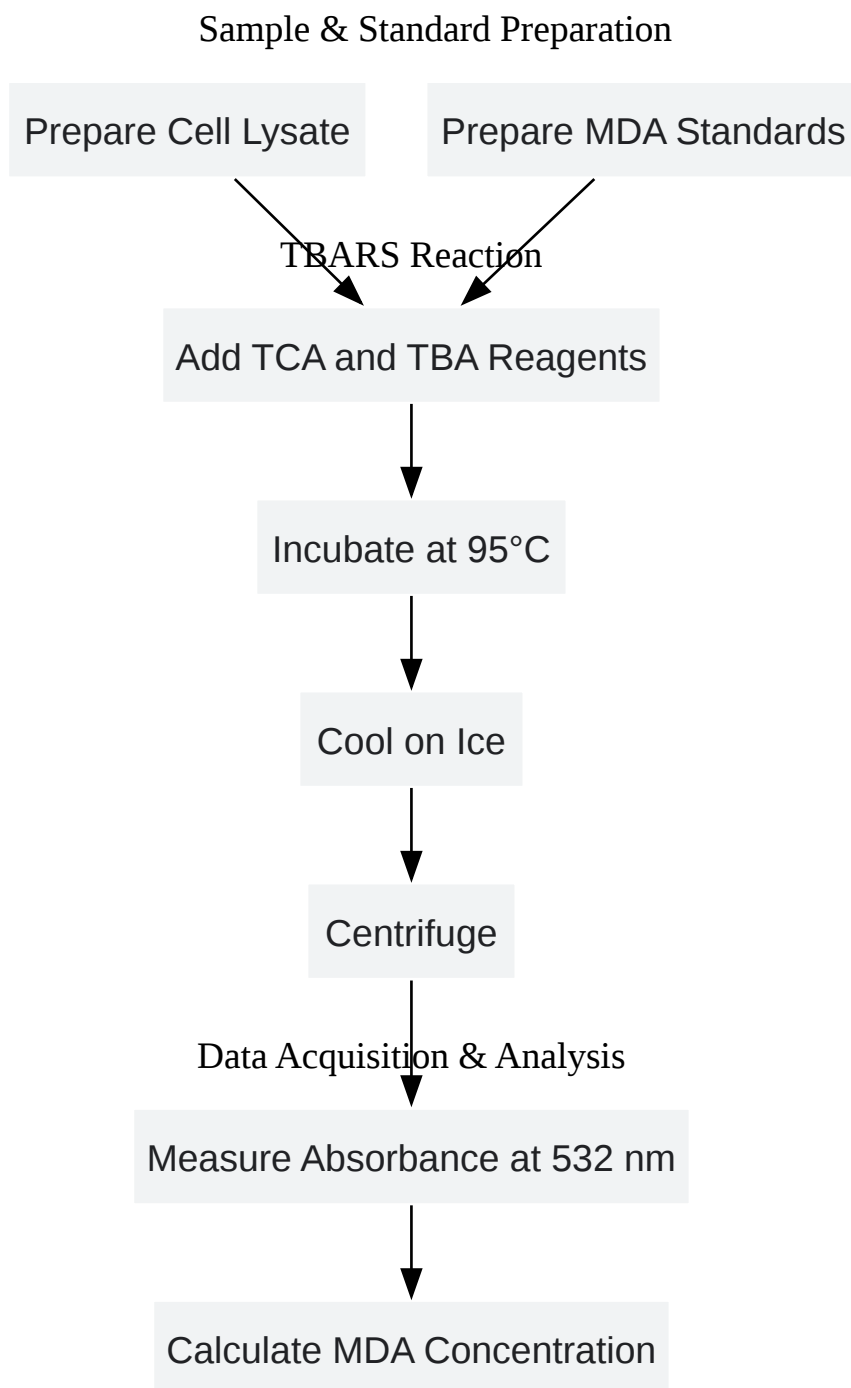 Sample & Standard Preparation
Prepare Cell Lysate
Prepare MDA Standards
TBARS Reaction
Add TCA and TBA Reagents
Incubate at 95°C
Cool on Ice
Centrifuge
Data Acquisition & Analysis
Measure Absorbance at 532 nm
Calculate MDA Concentration